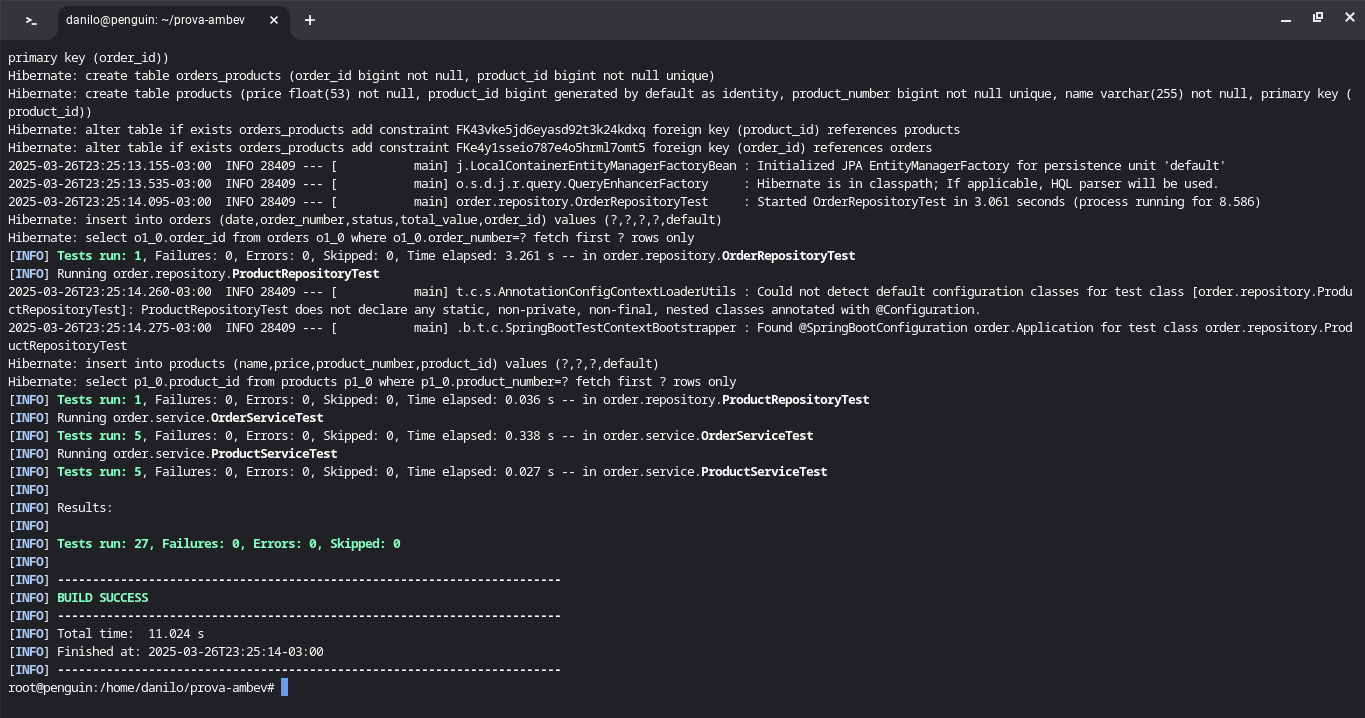 >_ danilo@penguin: ~/prova-ambev
primary key (order_id))
Hibernate: create table orders_products (order_id bigint not null, product_id bigint not null unique)
Hibernate: create table products (price float(53) not null, product_id bigint generated by default as identity, product_number bigint not null unique, name varchar(255) not null, primary key (
product_id))
Hibernate: alter table if exists orders_products add constraint FK43vke5jd6eyasd92t3k24kdxq foreign key (product_id) references products
Hibernate: alter table if exists orders_products add constraint FKe4y1sseio787e4o5hrml7omt5 foreign key (order_id) references orders
2025-03-26T23:25:13.155-03:00  INFO 28409 --- [           main] j.LocalContainerEntityManagerFactoryBean : Initialized JPA EntityManagerFactory for persistence unit 'default'
2025-03-26T23:25:13.535-03:00  INFO 28409 --- [           main] o.s.d.j.r.query.QueryEnhancerFactory     : Hibernate is in classpath; If applicable, HQL parser will be used.
2025-03-26T23:25:14.095-03:00  INFO 28409 --- [           main] order.repository.OrderRepositoryTest     : Started OrderRepositoryTest in 3.061 seconds (process running for 8.586)
Hibernate: insert into orders (date,order_number,status,total_value,order_id) values (?,?,?,?,default)
Hibernate: select o1_0.order_id from orders o1_0 where o1_0.order_number=? fetch first ? rows only
[INFO] Tests run: 1, Failures: 0, Errors: 0, Skipped: 0, Time elapsed: 3.261 s -- in order.repository.OrderRepositoryTest
[INFO] Running order.repository.ProductRepositoryTest
2025-03-26T23:25:14.260-03:00  INFO 28409 --- [           main] t.c.s.AnnotationConfigContextLoaderUtils : Could not detect default configuration classes for test class [order.repository.Produ
ctRepositoryTest]: ProductRepositoryTest does not declare any static, non-private, non-final, nested classes annotated with @Configuration.
2025-03-26T23:25:14.275-03:00  INFO 28409 --- [           main] .b.t.c.SpringBootTestContextBootstrapper : Found @SpringBootConfiguration order.Application for test class order.repository.Prod
uctRepositoryTest
Hibernate: insert into products (name,price,product_number,product_id) values (?,?,?,default)
Hibernate: select p1_0.product_id from products p1_0 where p1_0.product_number=? fetch first ? rows only
[INFO] Tests run: 1, Failures: 0, Errors: 0, Skipped: 0, Time elapsed: 0.036 s -- in order.repository.ProductRepositoryTest
[INFO] Running order.service.OrderServiceTest
[INFO] Tests run: 5, Failures: 0, Errors: 0, Skipped: 0, Time elapsed: 0.338 s -- in order.service.OrderServiceTest
[INFO] Running order.service.ProductServiceTest
[INFO] Tests run: 5, Failures: 0, Errors: 0, Skipped: 0, Time elapsed: 0.027 s -- in order.service.ProductServiceTest
[INFO]
[INFO] Results:
[INFO]
[INFO] Tests run: 27, Failures: 0, Errors: 0, Skipped: 0
[INFO]
[INFO] ------------------------------------------------------------------------
[INFO] BUILD SUCCESS
[INFO] ------------------------------------------------------------------------
[INFO] Total time:  11.024 s
[INFO] Finished at: 2025-03-26T23:25:14-03:00
[INFO] ------------------------------------------------------------------------
root@penguin:/home/danilo/prova-ambev#